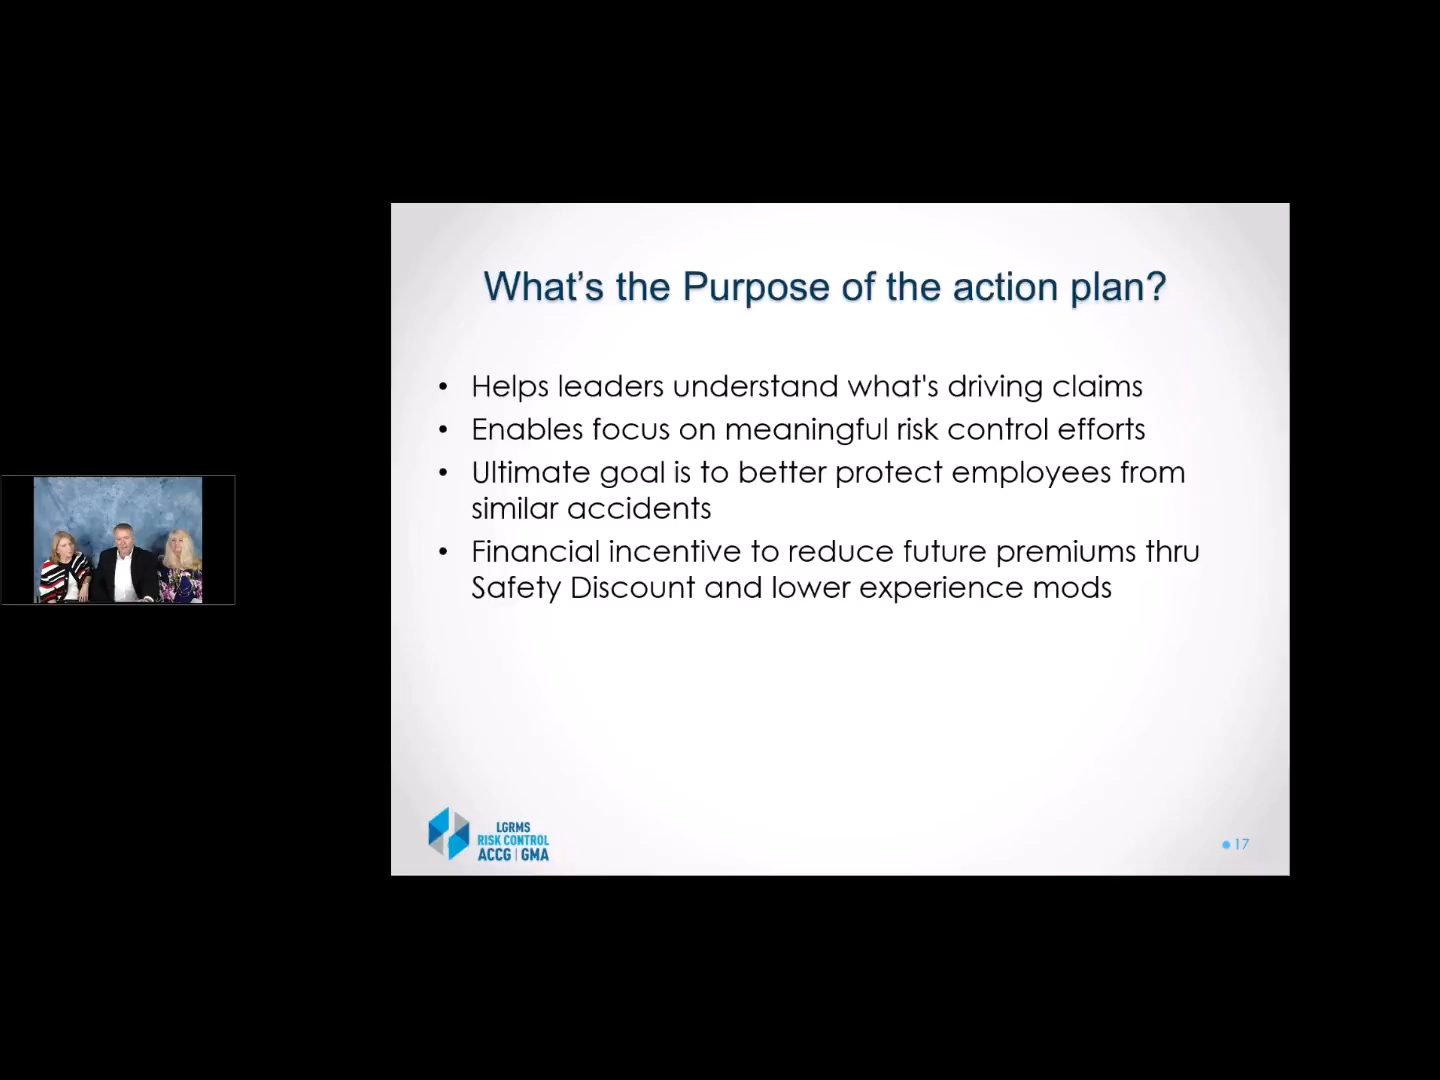 What's the Purpose of the action plan?
• Helps leaders understand what's driving claims
• Enables focus on meaningful risk control efforts
• Ultimate goal is to better protect employees from
similar accidents
• Financial incentive to reduce future premiums thru
Safety Discount and lower experience mods
LGRMS
RISK CONTROL
ACCG | GMA
• 17